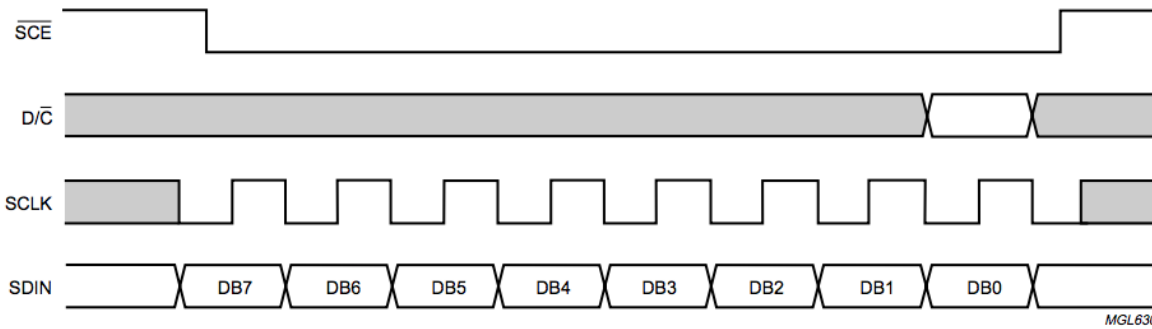 SCE
D/C
SCLK
SDIN DB7 DB6 DB5 DB4 DB3 DB2 DB1 DB0